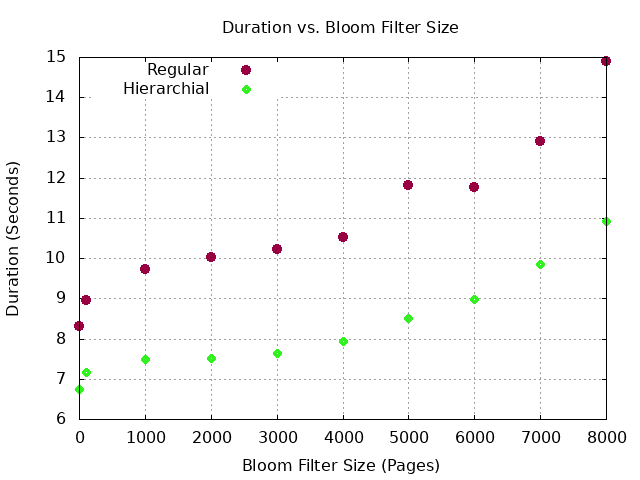 Duration vs. Bloom Filter Size
Regular
Hierarchial
15
14
13
12
11
10
9
8
7
6
Duration (Seconds)
0 1000 2000 3000 4000 5000 6000 7000 8000
Bloom Filter Size (Pages)